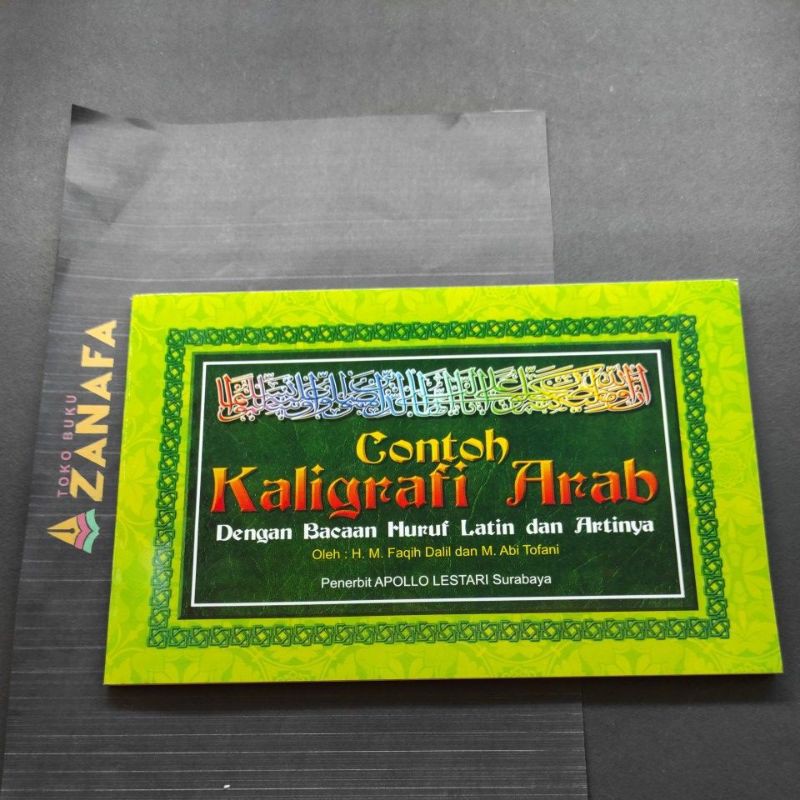 TOKO BUKU
ZANAFA
Contoh
Kaligrafi Arab
Dengan Bacaan Huruf Latin dan Artinya
Oleh : H. M. Faqih Dalil dan M. Abi Tofani
Penerbit APOLLO LESTARI Surabaya